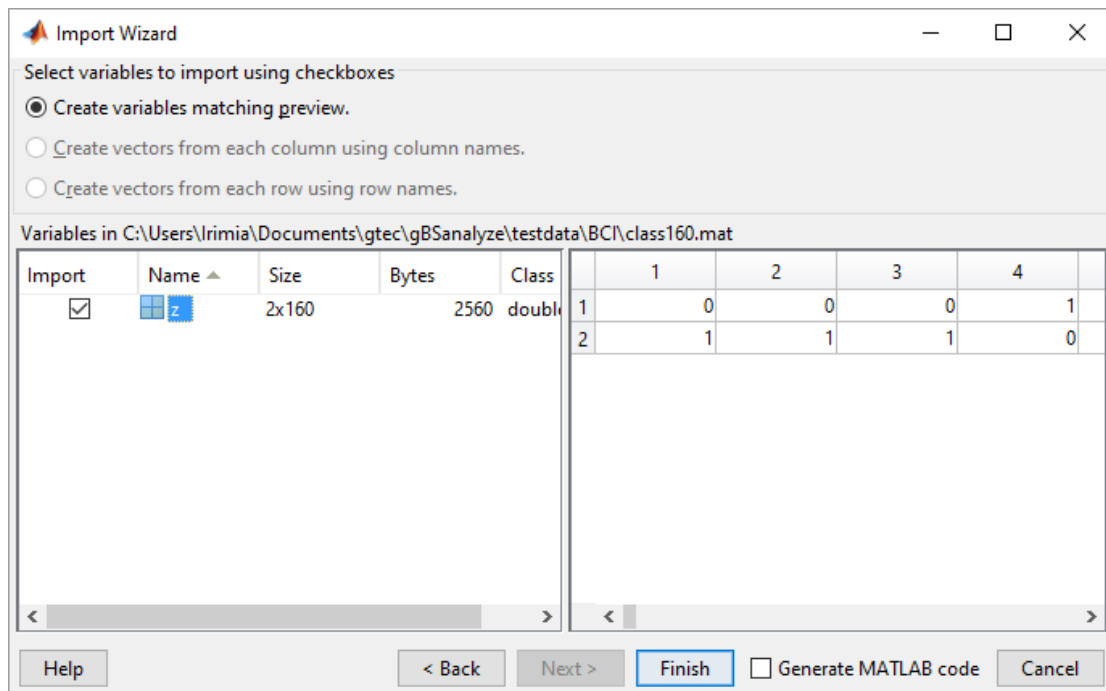 Import Wizard
Select variables to import using checkboxes
Create variables matching preview.
Create vectors from each column using column names.
Create vectors from each row using row names.
Variables in C:\Users\Irimia\Documents\gtec\gBSanalyze\testdata\BCI\class160.mat
Import Name Size Bytes Class 1 2 3 4
z 2x160 2560 double 1 0 0 0 1
2 1 1 1 0
Help < Back Next > Finish Generate MATLAB code Cancel